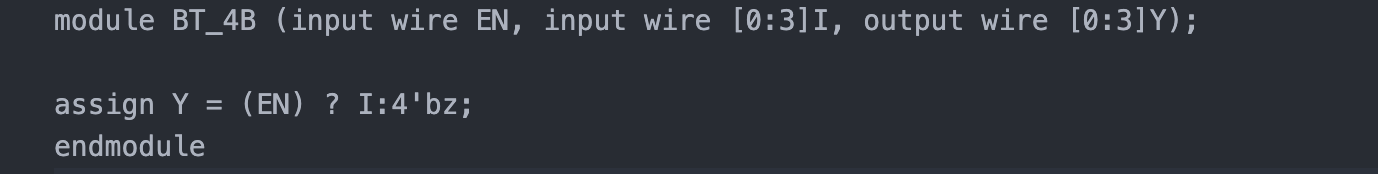 module BT_4B (input wire EN, input wire [0:3]I, output wire [0:3]Y);
assign Y = (EN) ? I:4'bz;
endmodule